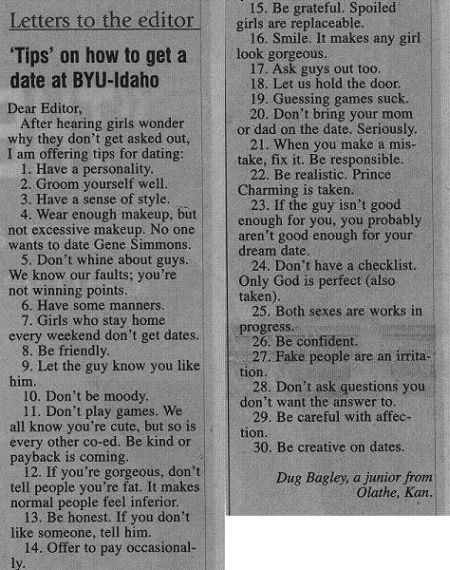 Letters to the editor
'Tips' on how to get a
date at BYU-Idaho
Dear Editor,
After hearing girls wonder
why they don't get asked out,
I am offering tips for dating:
1. Have a personality.
2. Groom yourself well.
3. Have a sense of style.
4. Wear enough makeup, but
not excessive makeup. No one
wants to date Gene Simmons.
5. Don't whine about guys.
We know our faults; you're
not winning points.
6. Have some manners.
7. Girls who stay home
every weekend don't get dates.
8. Be friendly.
9. Let the guy know you like
him.
10. Don't be moody.
11. Don't play games. We
all know you're cute, but so is
every other co-ed. Be kind or
payback is coming.
12. If you're gorgeous, don't
tell people you're fat. It makes
normal people feel inferior.
13. Be honest. If you don't
like someone, tell him.
14. Offer to pay occasional-
ly.
15. Be grateful. Spoiled
girls are replaceable.
16. Smile. It makes any girl
look gorgeous.
17. Ask guys out too.
18. Let us hold the door.
19. Guessing games suck.
20. Don't bring your mom
or dad on the date. Seriously.
21. When you make a mis-
take, fix it. Be responsible.
22. Be realistic. Prince
Charming is taken.
23. If the guy isn't good
enough for you, you probably
aren't good enough for your
dream date.
24. Don't have a checklist.
Only God is perfect (also
taken).
25. Both sexes are works in
progress.
26. Be confident.
27. Fake people are an irrita-
tion.
28. Don't ask questions you
don't want the answer to.
29. Be careful with affec-
tion.
30. Be creative on dates.
Dug Bagley, a junior from
Olathe, Kan.